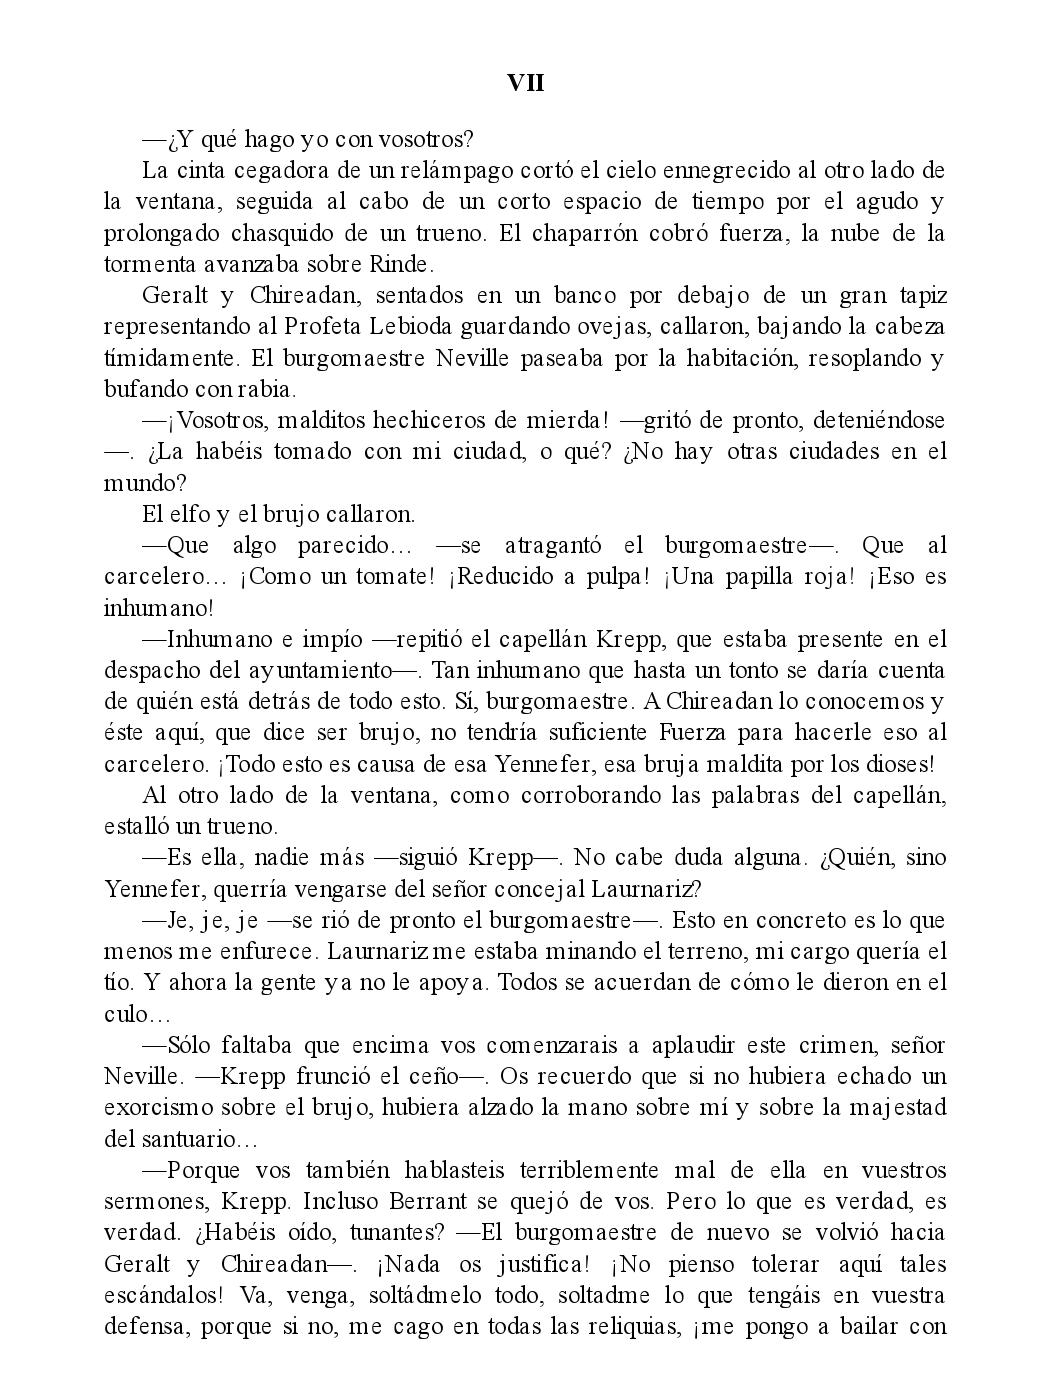 VII
—¿Y qué hago yo con vosotros?
La cinta cegadora de un relámpago cortó el cielo ennegrecido al otro lado de
la ventana, seguida al cabo de un corto espacio de tiempo por el agudo y
prolongado chasquido de un trueno. El chaparrón cobró fuerza, la nube de la
tormenta avanzaba sobre Rinde.
Geralt y Chireadan, sentados en un banco por debajo de un gran tapiz
representando al Profeta Lebioda guardando ovejas, callaron, bajando la cabeza
tímidamente. El burgomaestre Neville paseaba por la habitación, resoplando y
bufando con rabia.
—¡Vosotros, malditos hechiceros de mierda! —gritó de pronto, deteniéndose
—. ¿La habéis tomado con mi ciudad, o qué? ¿No hay otras ciudades en el
mundo?
El elfo y el brujo callaron.
—Que algo parecido… —se atragantó el burgomaestre—. Que al
carcelero… ¡Como un tomate! ¡Reducido a pulpa! ¡Una papilla roja! ¡Eso es
inhumano!
—Inhumano e impío —repitió el capellán Krepp, que estaba presente en el
despacho del ayuntamiento—. Tan inhumano que hasta un tonto se daría cuenta
de quién está detrás de todo esto. Sí, burgomaestre. A Chireadan lo conocemos y
éste aquí, que dice ser brujo, no tendría suficiente Fuerza para hacerle eso al
carcelero. ¡Todo esto es causa de esa Yennefer, esa bruja maldita por los dioses!
Al otro lado de la ventana, como corroborando las palabras del capellán,
estalló un trueno.
—Es ella, nadie más —siguió Krepp—. No cabe duda alguna. ¿Quién, sino
Yennefer, querría vengarse del señor concejal Laurnariz?
—Je, je, je —se rió de pronto el burgomaestre—. Esto en concreto es lo que
menos me enfurece. Laurnariz me estaba minando el terreno, mi cargo quería el
tío. Y ahora la gente ya no le apoya. Todos se acuerdan de cómo le dieron en el
culo…
—Sólo faltaba que encima vos comenzarais a aplaudir este crimen, señor
Neville. —Krepp frunció el ceño—. Os recuerdo que si no hubiera echado un
exorcismo sobre el brujo, hubiera alzado la mano sobre mí y sobre la majestad
del santuario…
—Porque vos también hablasteis terriblemente mal de ella en vuestros
sermones, Krepp. Incluso Berrant se quejó de vos. Pero lo que es verdad, es
verdad. ¿Habéis oído, tunantes? —El burgomaestre de nuevo se volvió hacia
Geralt y Chireadan—. ¡Nada os justifica! ¡No pienso tolerar aquí tales
escándalos! Va, venga, soltádmelo todo, soltadme lo que tengáis en vuestra
defensa, porque si no, me cago en todas las reliquias, ¡me pongo a bailar con